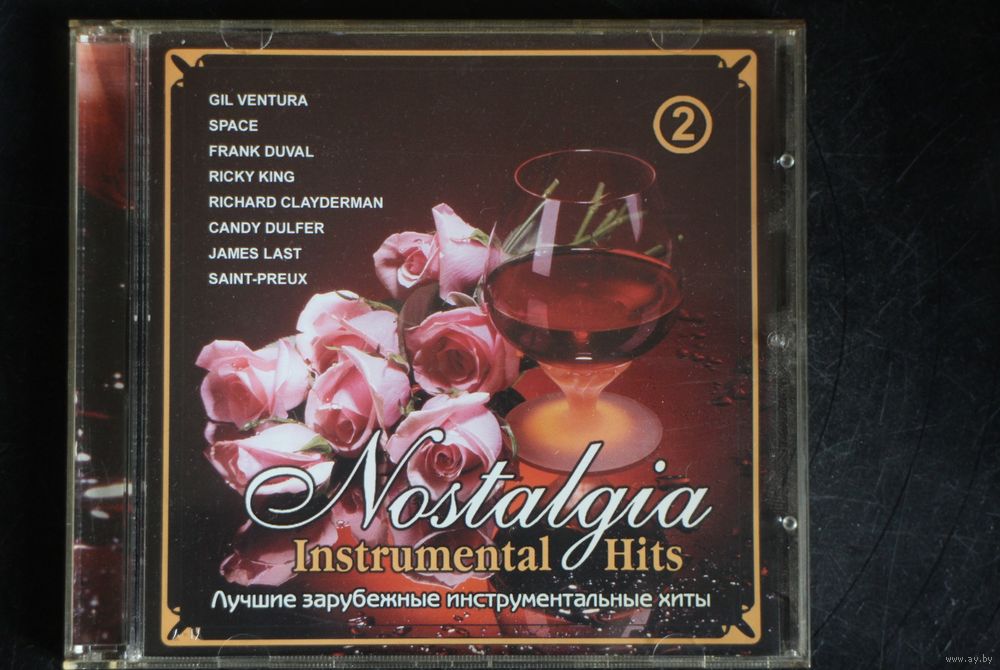 GIL VENTURA
SPACE
FRANK DUVAL
RICKY KING
RICHARD CLAYDERMAN
CANDY DULFER
JAMES LAST
SAINT-PREUX
2
Nostalgia
Instrumental Hits
Лучшие зарубежные инструментальные хиты
www.ay.by